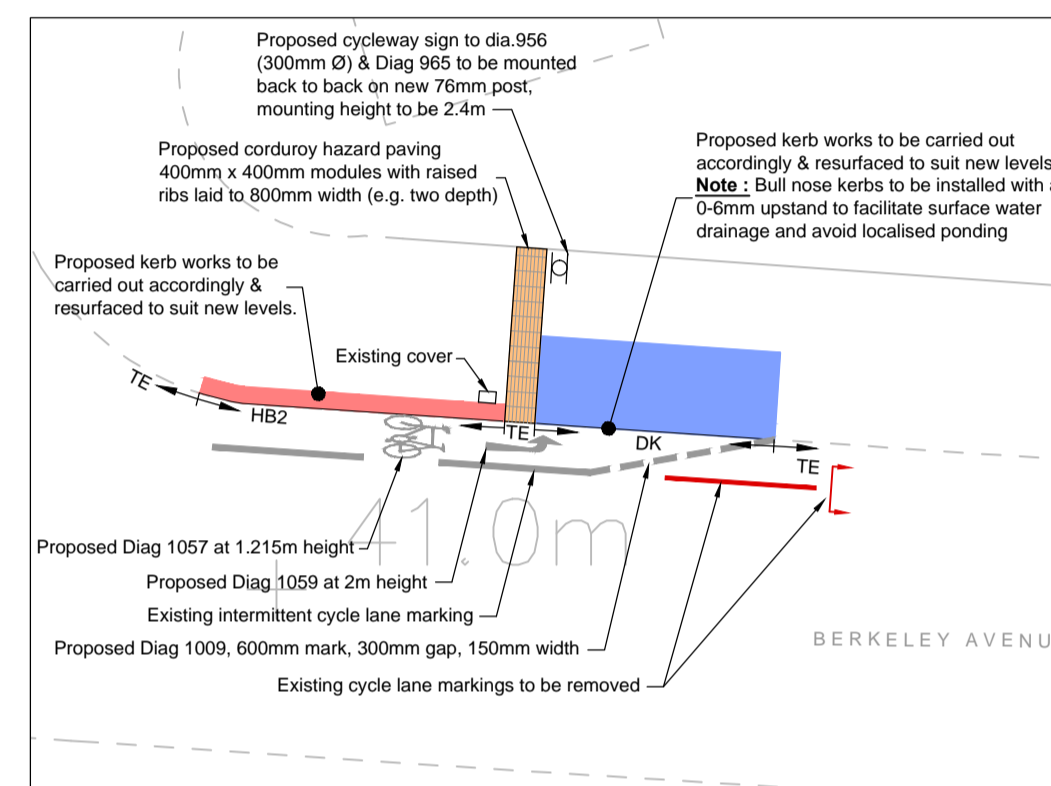 Proposed cycleway sign to dia.956
(300mm Ø) & Diag 965 to be mounted
back to back on new 76mm post,
mounting height to be 2.4m
Proposed corduroy hazard paving
400mm x 400mm modules with raised
ribs laid to 800mm width (e.g. two depth)
Proposed kerb works to be carried out
accordingly & resurfaced to suit new levels
Note : Bull nose kerbs to be installed with a
0-6mm upstand to facilitate surface water
drainage and avoid localised ponding
Proposed kerb works to be
carried out accordingly &
resurfaced to suit new levels.
Existing cover
TE
HB2
TE
DK
TE
41.0m
Proposed Diag 1057 at 1.215m height
Proposed Diag 1059 at 2m height
Existing intermittent cycle lane marking
Proposed Diag 1009, 600mm mark, 300mm gap, 150mm width
Existing cycle lane markings to be removed
BERKELEY AVENU